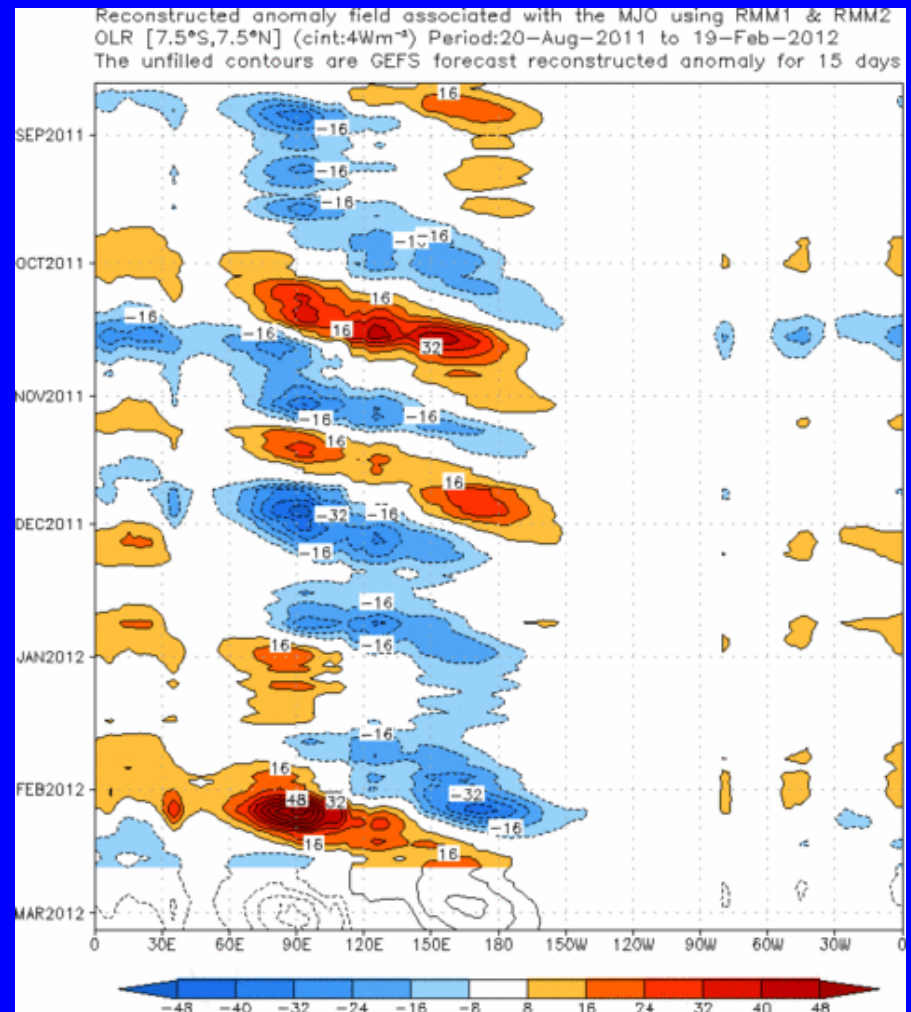 Reconstructed anomaly field associated with the MJO using RMM1 & RMM2
OLR [7.5°S,7.5°N] (cint:4Wm⁻²) Period:20-Aug-2011 to 19-Feb-2012
The unfilled contours are GEFS forecast reconstructed anomaly for 15 days
16
SEP2011
-16
-16
-16
-16
OCT2011
16
-16
16
-16
32
NOV2011
-16
-16
16
16
-32
-16
DEC2011
-16
-16
-16
16
JAN2012
-16
16
FEB2012
48
32
-32
-16
16
16
MAR2012
0 30E 60E 90E 120E 150E 180 150W 120W 90W 60W 30W 0
-48 -40 -32 -24 -16 -8 8 16 24 32 40 48